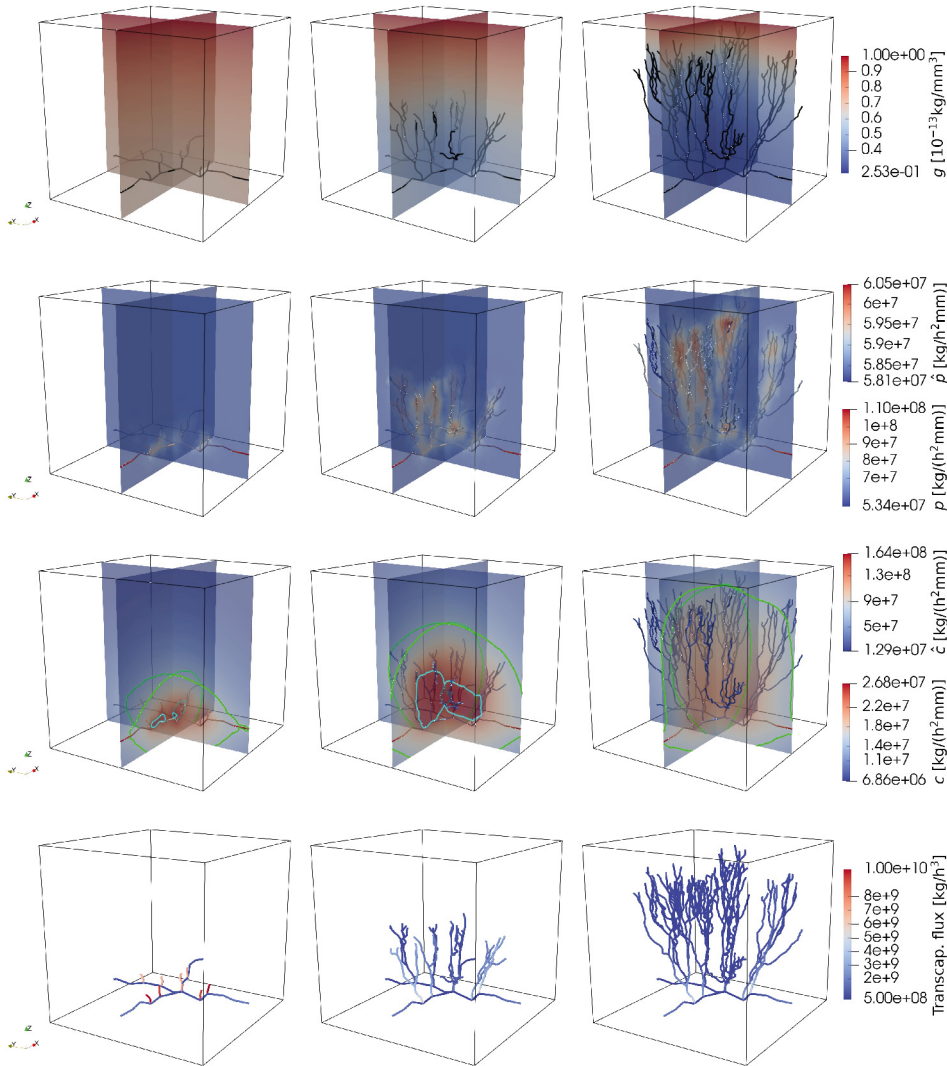 1.00e+00
0.9
0.8
0.7
0.6
0.5
0.4
2.53e-01
g [10⁻¹³kg/mm³]
Z
Y
X
6.05e+07
6e+7
5.95e+7
5.9e+7
5.85e+7
5.81e+07
p̂ [kg/h²mm)]
1.10e+08
1e+8
9e+7
8e+7
7e+7
5.34e+07
p [kg/(h²mm)]
Z
Y
X
1.64e+08
1.3e+8
9e+7
5e+7
1.29e+07
ĉ [kg/(h²mm)]
2.68e+07
2.2e+7
1.8e+7
1.4e+7
1.1e+7
6.86e+06
c [kg/(h²mm)]
Z
Y
X
1.00e+10
8e+9
7e+9
6e+9
5e+9
4e+9
3e+9
2e+9
5.00e+08
Transcap. flux [kg/h³]
Z
Y
X